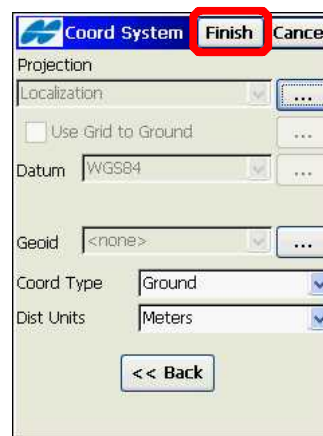 Coord System Finish Cance
Projection
Localization ...
Use Grid to Ground ...
Datum WGS84 ...
Geoid <none> ...
Coord Type Ground
Dist Units Meters
<< Back